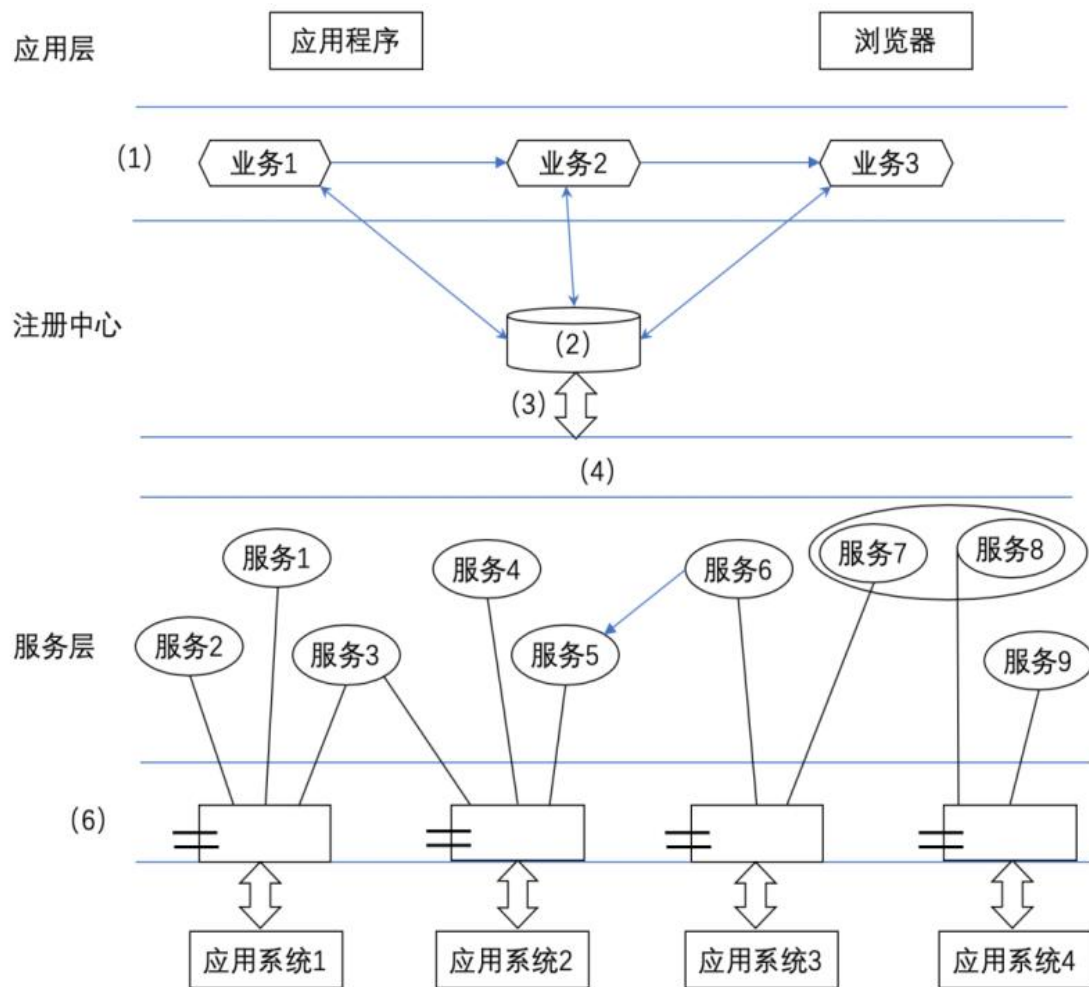 应用层
应用程序
浏览器
(1)
业务1
业务2
业务3
注册中心
(2)
(3)
(4)
服务层
服务1
服务2
服务3
服务4
服务5
服务6
服务7
服务8
服务9
(6)
应用系统1
应用系统2
应用系统3
应用系统4